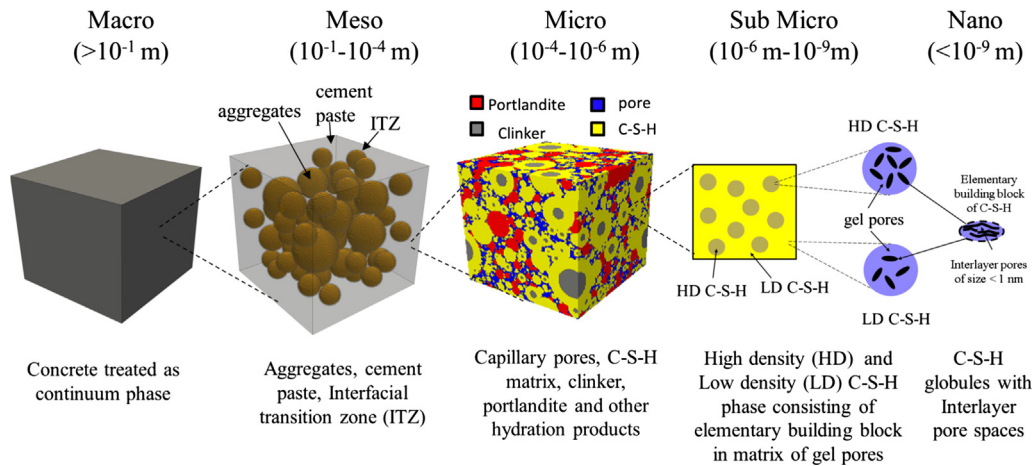 Macro
(>10⁻¹ m)
Meso
(10⁻¹-10⁻⁴ m)
Micro
(10⁻⁴-10⁻⁶ m)
Sub Micro
(10⁻⁶ m-10⁻⁹m)
Nano
(<10⁻⁹ m)
aggregates
cement
paste
ITZ
Portlandite
pore
Clinker
C-S-H
HD C-S-H
LD C-S-H
HD C-S-H
gel pores
LD C-S-H
Elementary
building block
of C-S-H
Interlayer pores
of size <1 nm
Concrete treated as
continuum phase
Aggregates, cement
paste, Interfacial
transition zone (ITZ)
Capillary pores, C-S-H
matrix, clinker,
portlandite and other
hydration products
High density (HD) and
Low density (LD) C-S-H
phase consisting of
elementary building block
in matrix of gel pores
C-S-H
globules with
Interlayer
pore spaces